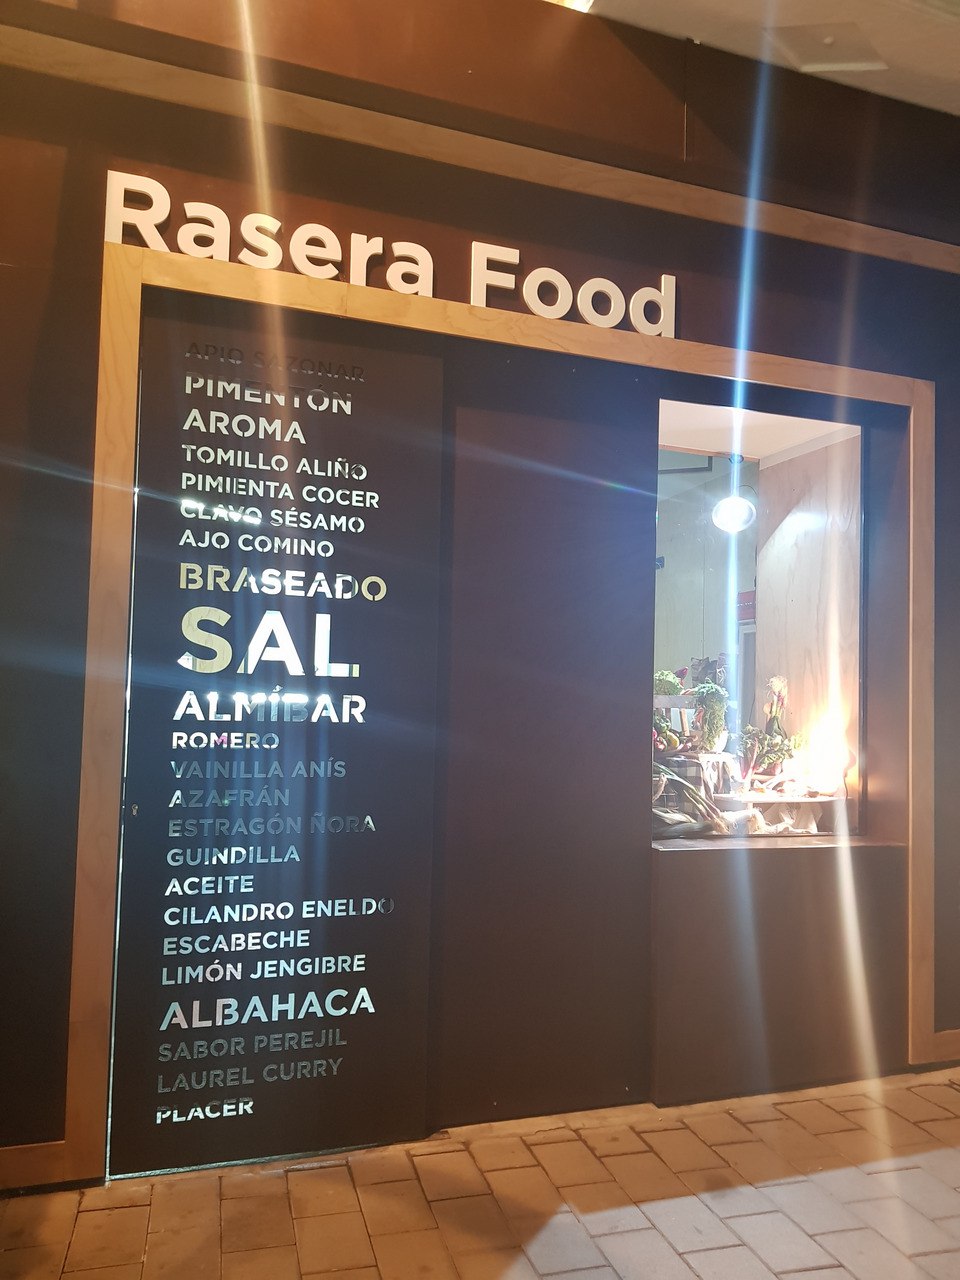 Rasera Food
APIO SAZONAR
PIMENTÓN
AROMA
TOMILLO ALIÑO
PIMIENTA COCER
CLAVO SÉSAMO
AJO COMINO
BRASEADO
SAL
ALMÍBAR
ROMERO
VAINILLA ANÍS
AZAFRÁN
ESTRAGÓN ÑORA
GUINDILLA
ACEITE
CILANDRO ENELDO
ESCABECHE
LIMÓN JENGIBRE
ALBAHACA
SABOR PEREJIL
LAUREL CURRY
PLACER